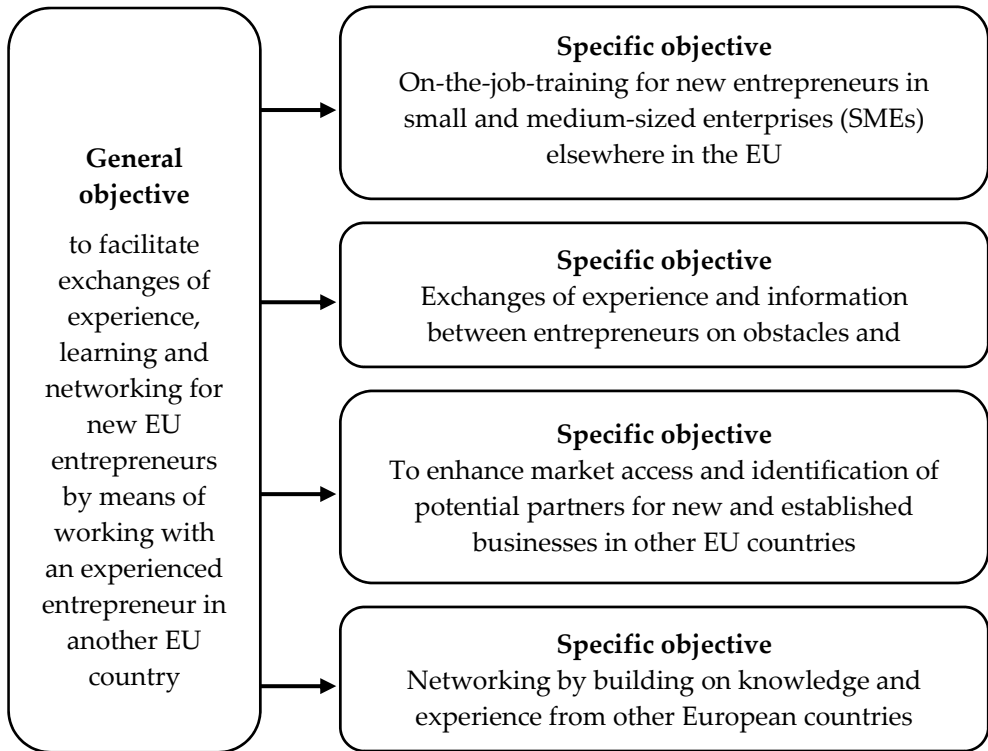 General
objective
to facilitate
exchanges of
experience,
learning and
networking for
new EU
entrepreneurs
by means of
working with
an experienced
entrepreneur in
another EU
country
Specific objective
On-the-job-training for new entrepreneurs in
small and medium-sized enterprises (SMEs)
elsewhere in the EU
Specific objective
Exchanges of experience and information
between entrepreneurs on obstacles and
Specific objective
To enhance market access and identification of
potential partners for new and established
businesses in other EU countries
Specific objective
Networking by building on knowledge and
experience from other European countries